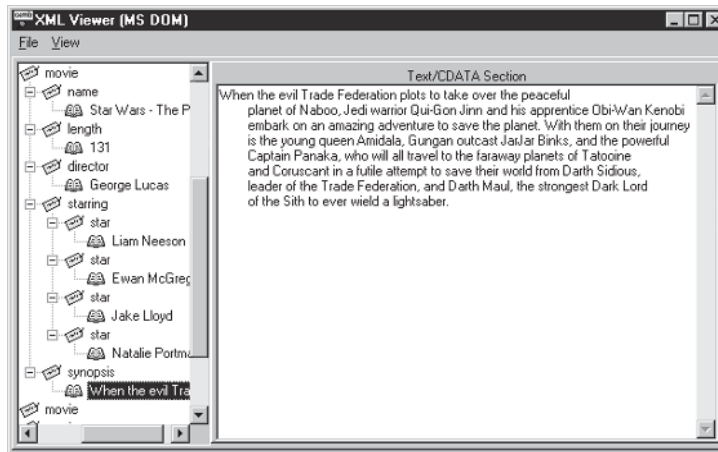 XML Viewer (MS DOM)
File View
movie
name
Star Wars - The P
length
131
director
George Lucas
starring
star
Liam Neeson
star
Ewan McGreg
star
Jake Lloyd
star
Natalie Portma
synopsis
When the evil Tra
movie
Text/CDATA Section
When the evil Trade Federation plots to take over the peaceful
planet of Naboo, Jedi warrior Qui-Gon Jinn and his apprentice Obi-Wan Kenobi
embark on an amazing adventure to save the planet. With them on their journey
is the young queen Amidala, Gungan outcast JarJar Binks, and the powerful
Captain Panaka, who will all travel to the faraway planets of Tatooine
and Coruscant in a futile attempt to save their world from Darth Sidious,
leader of the Trade Federation, and Darth Maul, the strongest Dark Lord
of the Sith to ever wield a lightsaber.